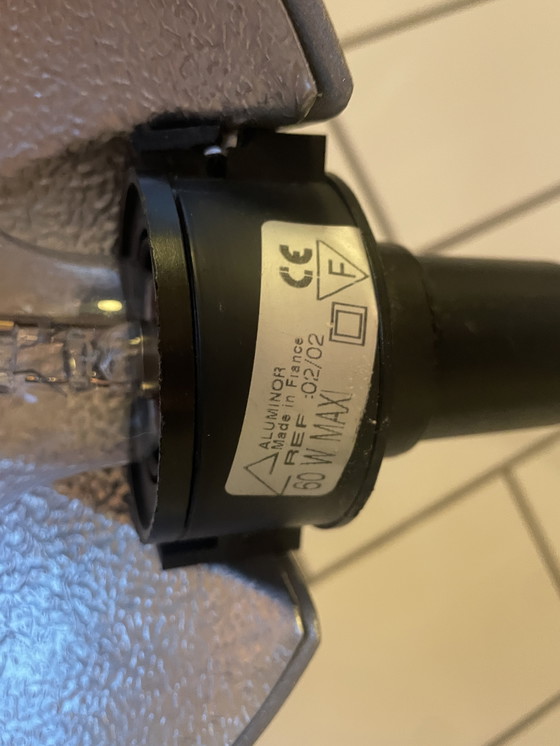 CE F
ALUMINOR
Made in France
REF :02/02
60 W MAXI